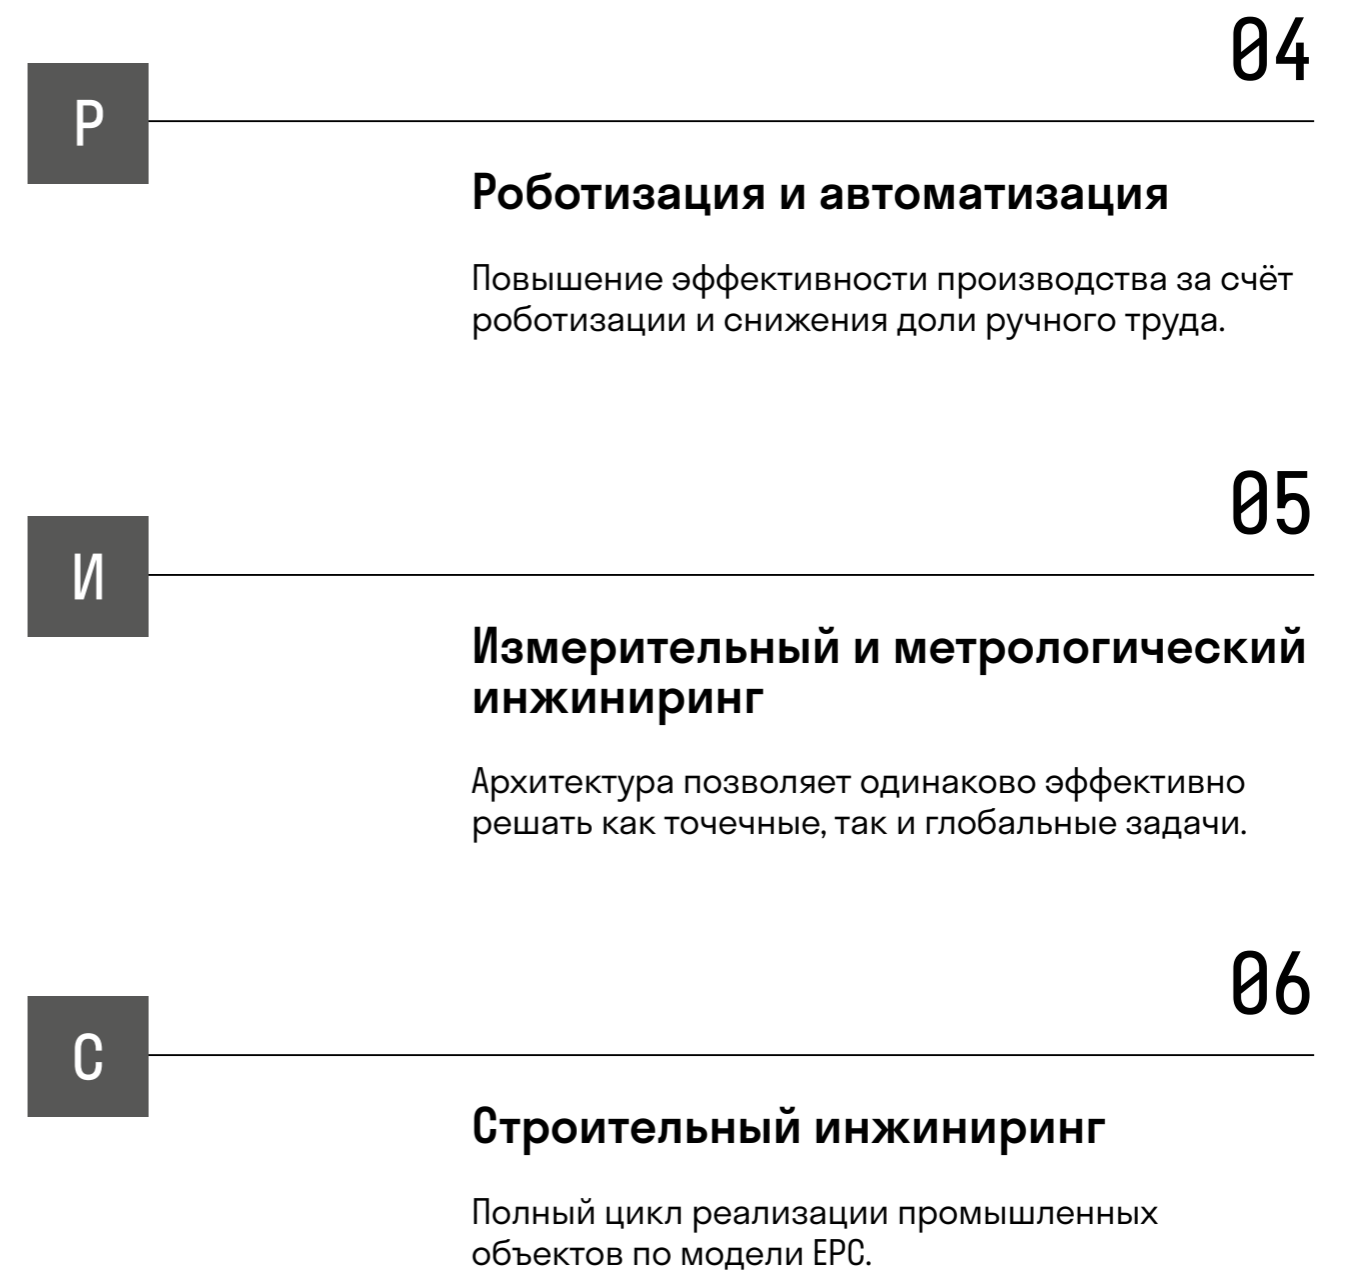 04
Р
Роботизация и автоматизация
Повышение эффективности производства за счёт
роботизации и снижения доли ручного труда.
05
И
Измерительный и метрологический
инжиниринг
Архитектура позволяет одинаково эффективно
решать как точечные, так и глобальные задачи.
06
С
Строительный инжиниринг
Полный цикл реализации промышленных
объектов по модели EPC.